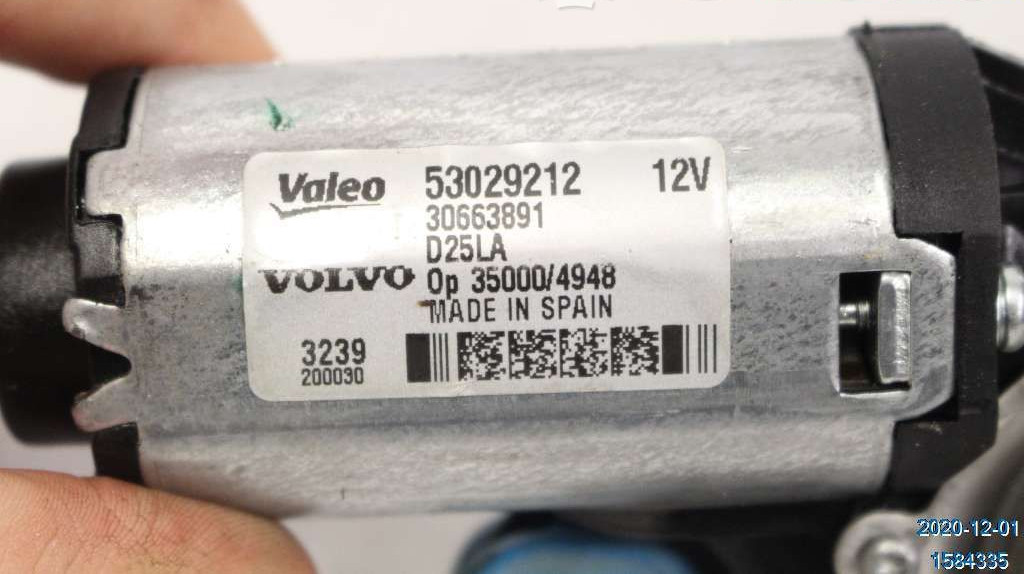 Valeo 53029212 12V
30663891
D25LA
VOLVO Op 35000/4948
MADE IN SPAIN
3239
200030
2020-12-01
1584335